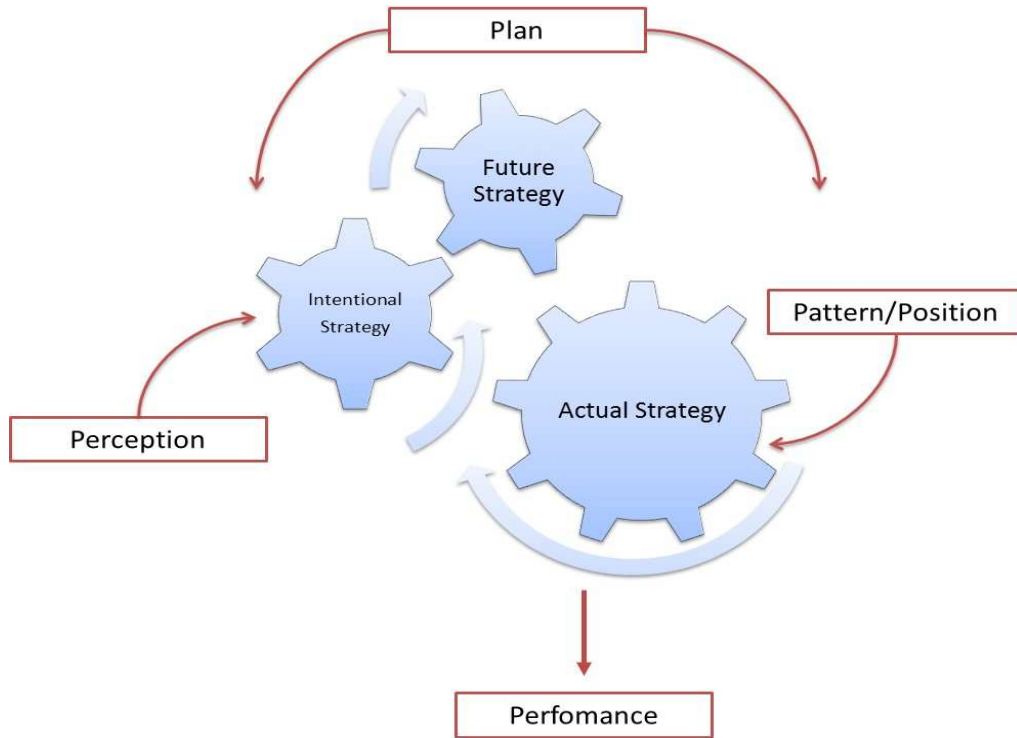 Plan
Future
Strategy
Intentional
Strategy
Pattern/Position
Actual Strategy
Perception
Perfomance